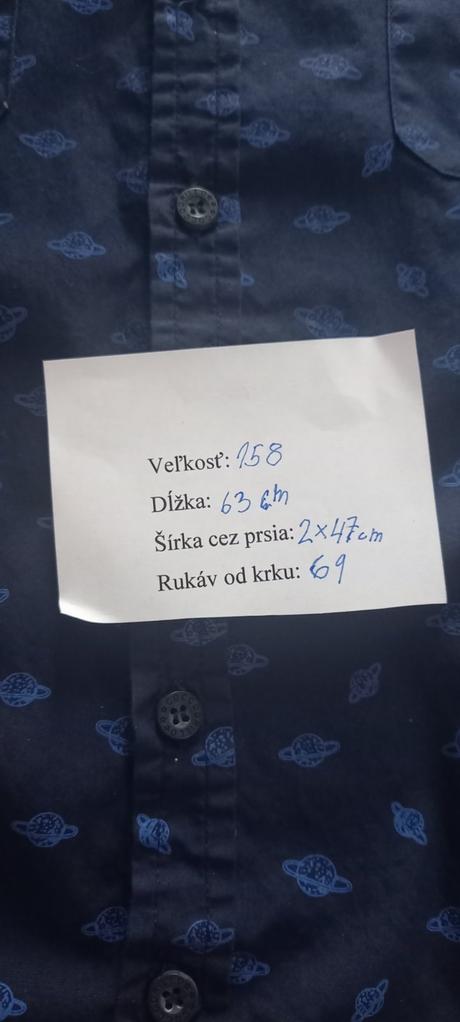 Veľkosť: 158
Dĺžka: 63 cm
Šírka cez prsia: 2×47cm
Rukáv od krku: 69